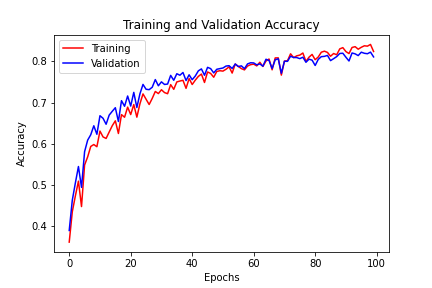 Training and Validation Accuracy
Training
Validation
Accuracy
0.8
0.7
0.6
0.5
0.4
0 20 40 60 80 100
Epochs